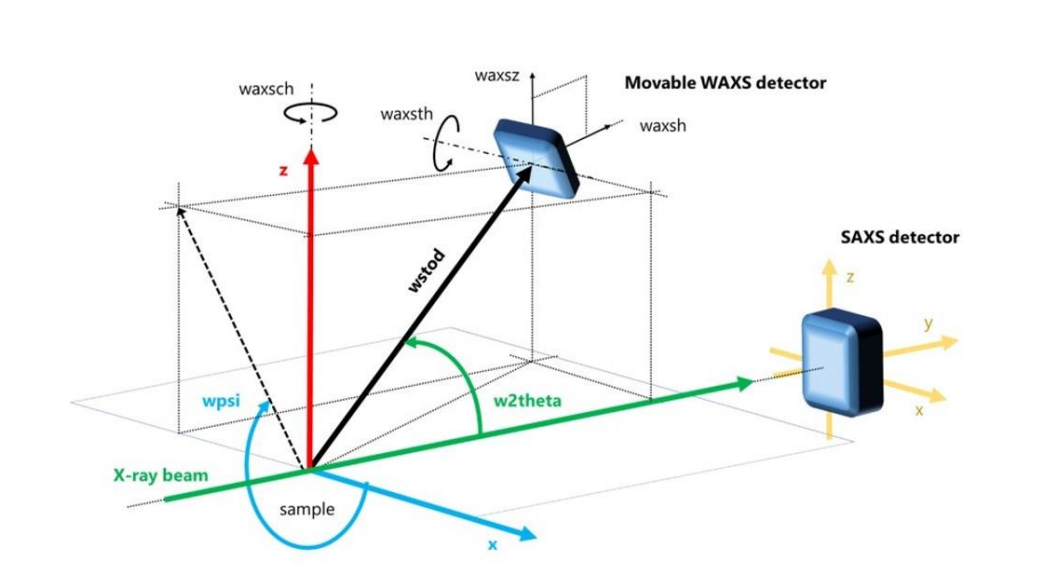 waxsz
Movable WAXS detector
waxsch
waxsth
waxsh
z
SAXS detector
wstod
z
y
wpsi
w2theta
x
X-ray beam
sample
x